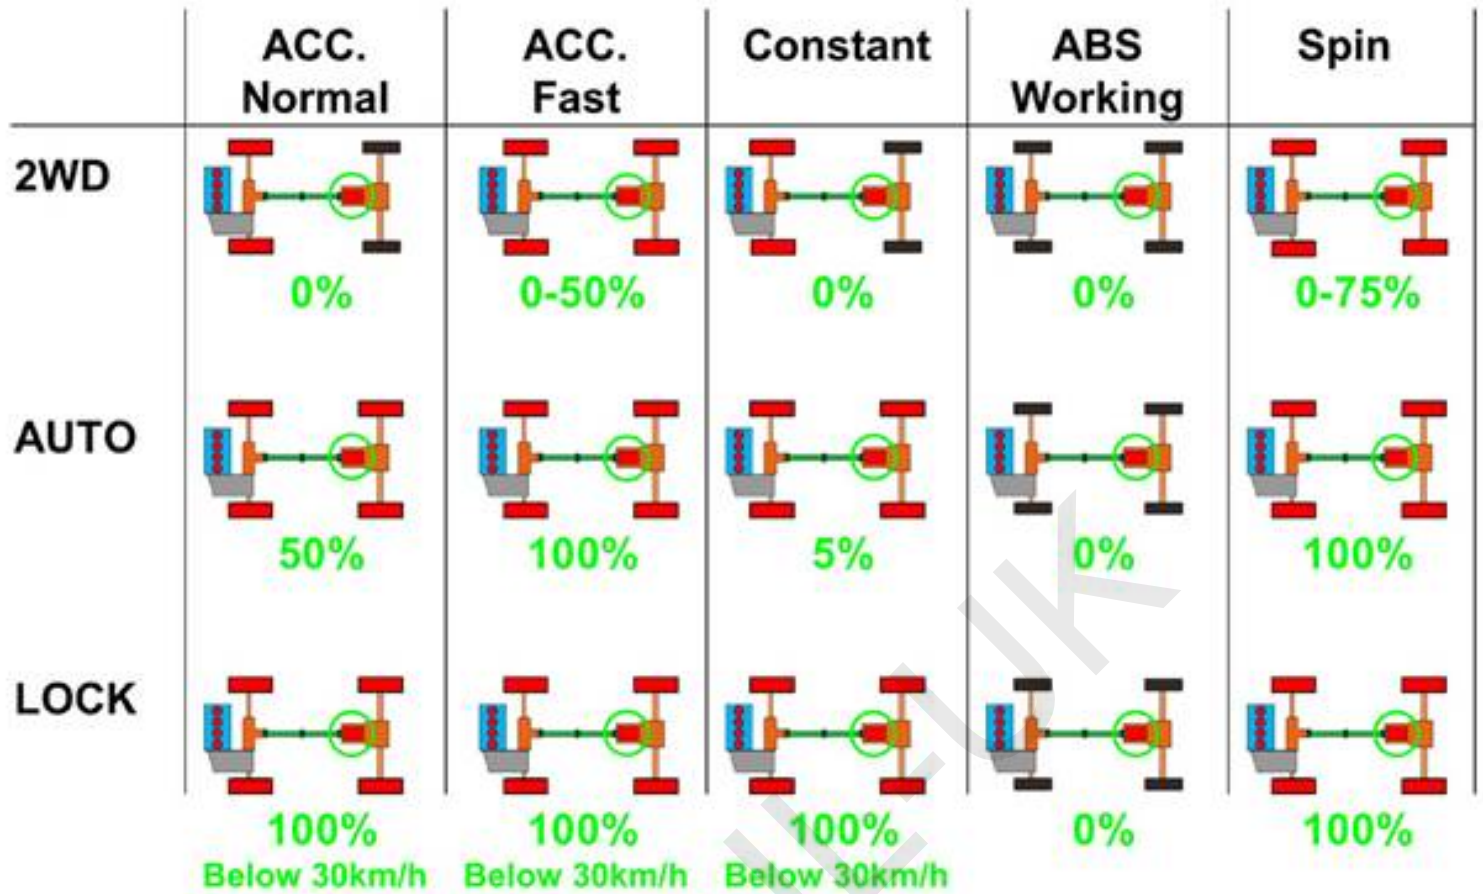 ACC. Normal
ACC. Fast
Constant
ABS Working
Spin
2WD
0%
0-50%
0%
0%
0-75%
AUTO
50%
100%
5%
0%
100%
LOCK
100%
Below 30km/h
100%
Below 30km/h
100%
Below 30km/h
0%
100%